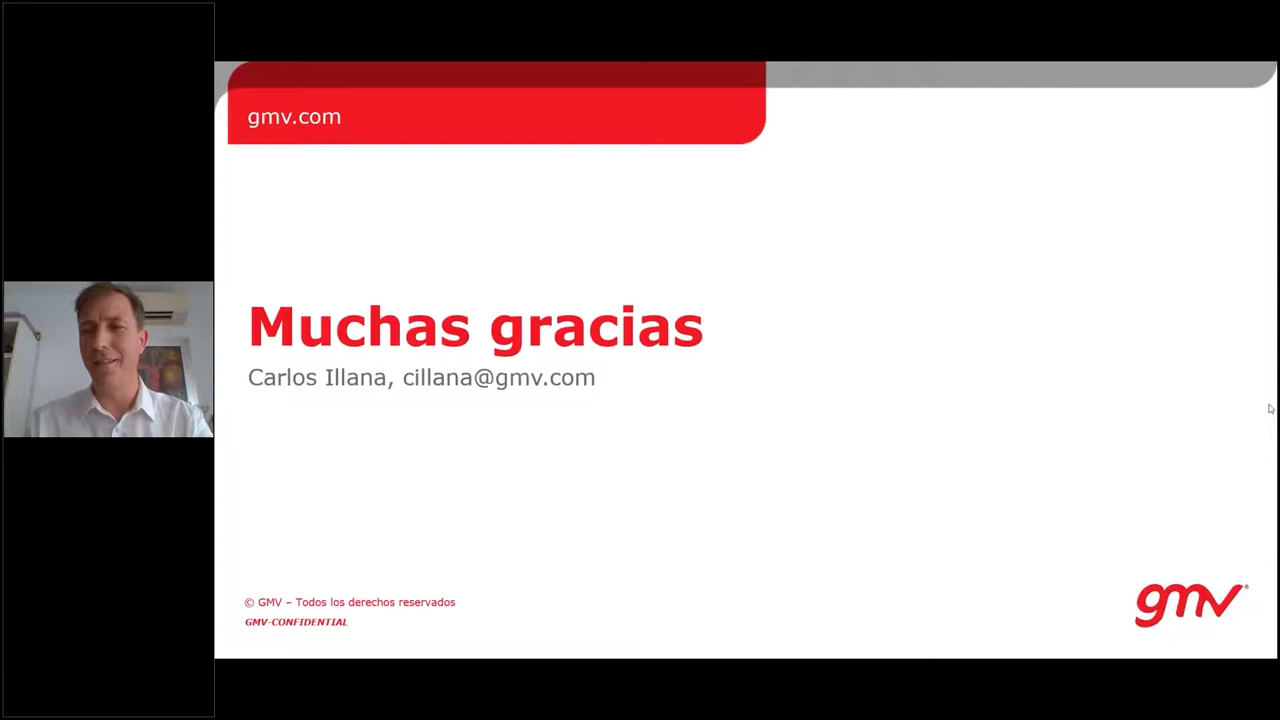 gmv.com
Muchas gracias
Carlos Illana, cillana@gmv.com
© GMV – Todos los derechos reservados
GMV-CONFIDENTIAL
gmv®